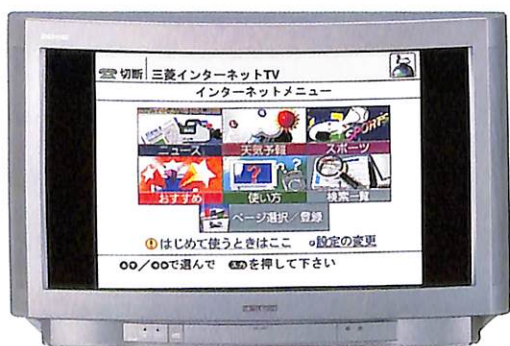 切断 三菱インターネットTV
インターネットメニュー
ニュース 天気予報 スポーツ
SPORTS
おすすめ 使い方 検索一覧
ページ選択／登録
はじめて使うときはここ 設定の変更
○○／○○で選んで 入力を押して下さい